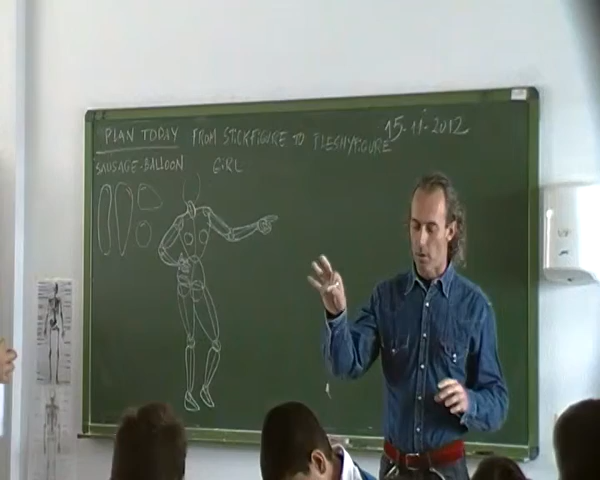 PLAN TODAY FROM STICKFIGURE TO FLESHYFIGURE 15-11-2012
SAUSAGE-BALLOON GIRL